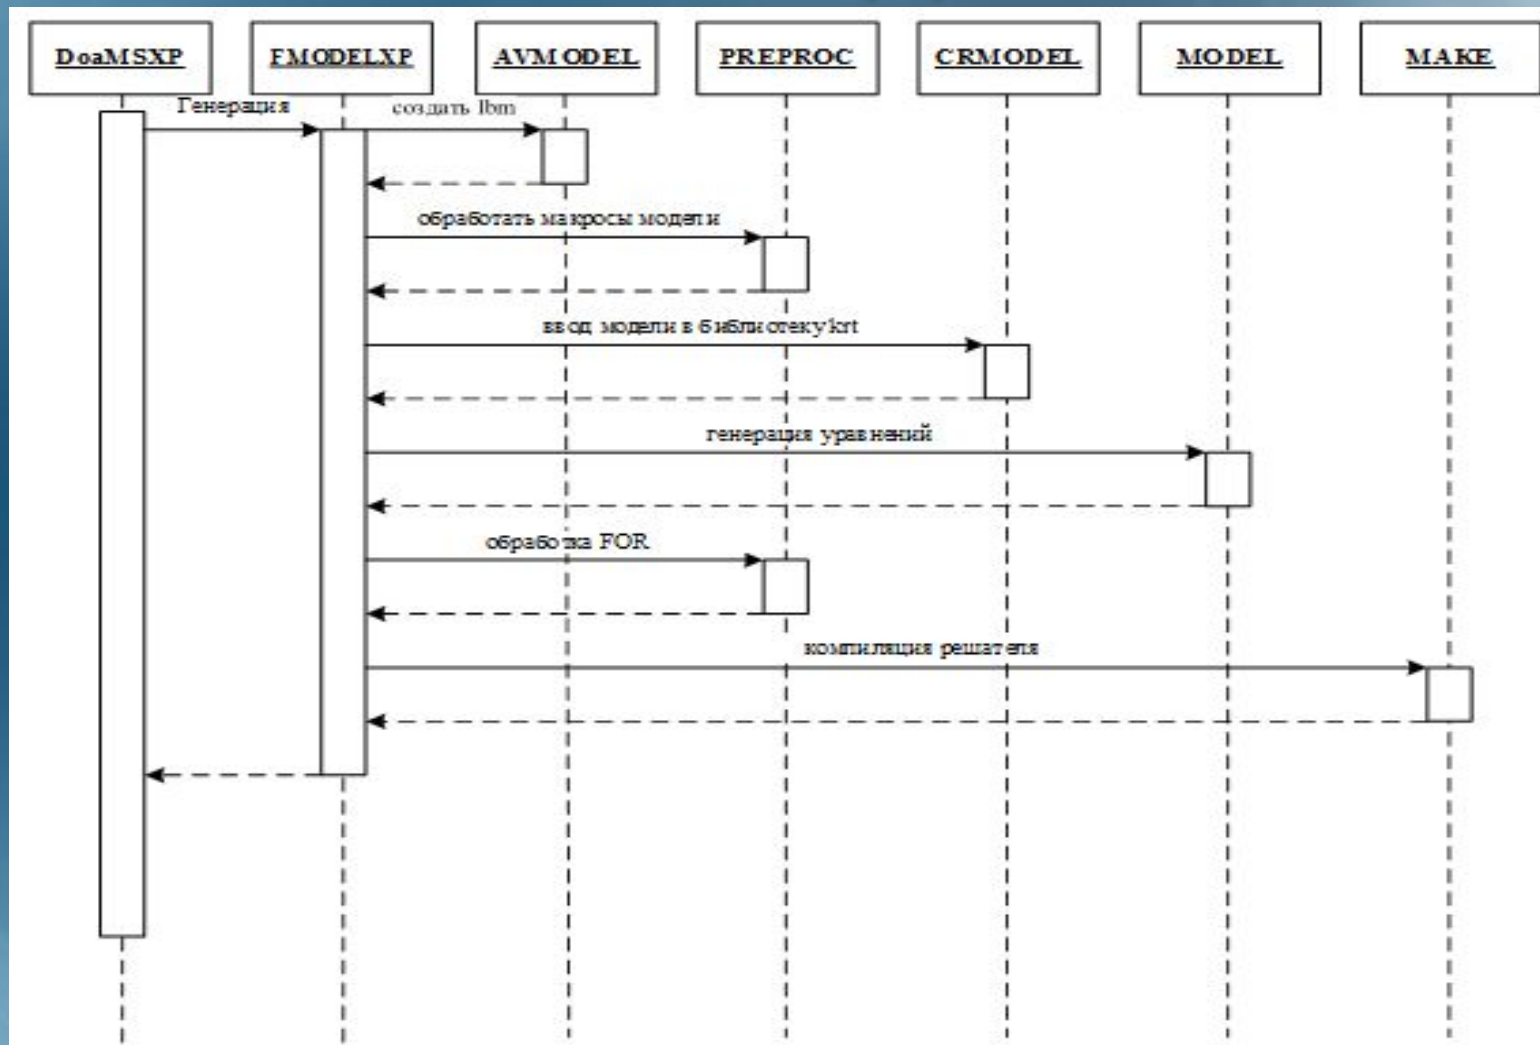 DoaMSXP
FMODELXP
AVMODEL
PREPROC
CRMODEL
MODEL
MAKE
Генерация
создать lbm
обработать макросы модели
ввод модели в библиотеку krt
генерация уравнений
обработка FOR
компиляция решателя